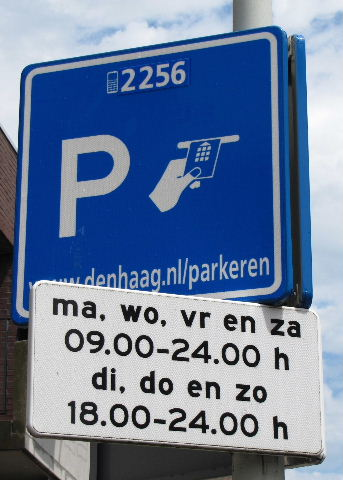 2256
P
www.denhaag.nl/parkeren
ma, wo, vr en za
09.00-24.00 h
di, do en zo
18.00-24.00 h